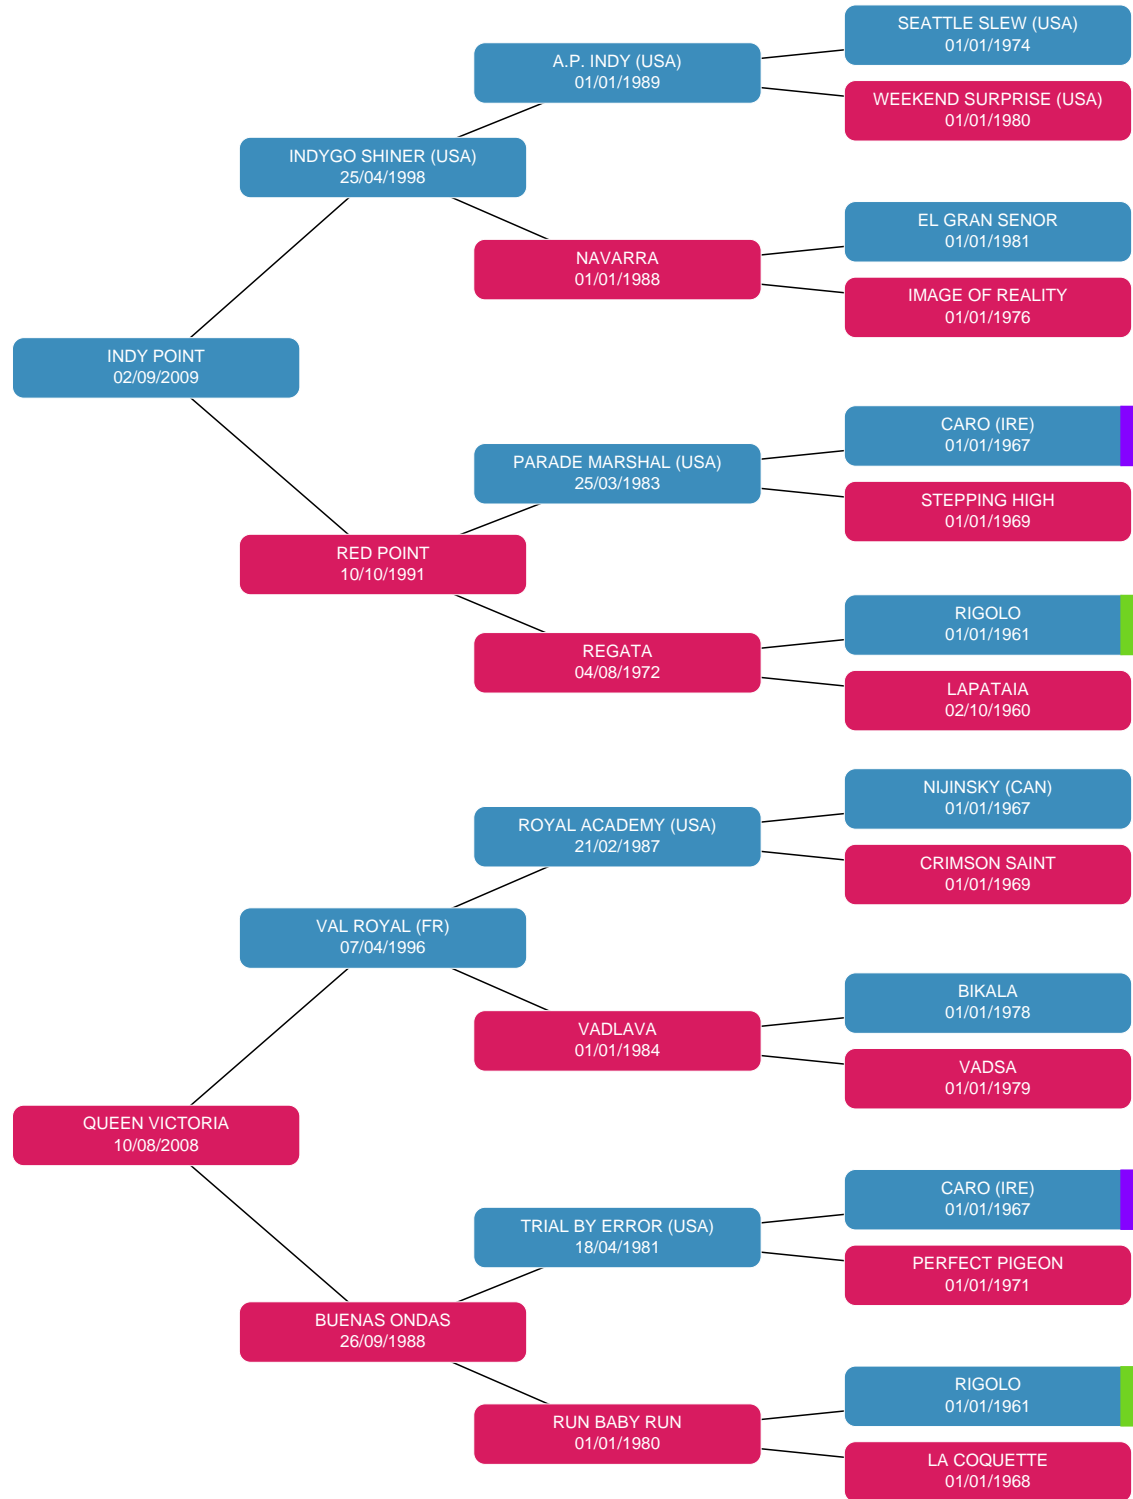 SEATTLE SLEW (USA)
01/01/1974
A.P. INDY (USA)
01/01/1989
WEEKEND SURPRISE (USA)
01/01/1980
INDYGO SHINER (USA)
25/04/1998
EL GRAN SENOR
01/01/1981
NAVARRA
01/01/1988
IMAGE OF REALITY
01/01/1976
INDY POINT
02/09/2009
CARO (IRE)
01/01/1967
PARADE MARSHAL (USA)
25/03/1983
STEPPING HIGH
01/01/1969
RED POINT
10/10/1991
RIGOLO
01/01/1961
REGATA
04/08/1972
LAPATAIA
02/10/1960
NIJINSKY (CAN)
01/01/1967
ROYAL ACADEMY (USA)
21/02/1987
CRIMSON SAINT
01/01/1969
VAL ROYAL (FR)
07/04/1996
BIKALA
01/01/1978
VADLAVA
01/01/1984
VADSA
01/01/1979
QUEEN VICTORIA
10/08/2008
CARO (IRE)
01/01/1967
TRIAL BY ERROR (USA)
18/04/1981
PERFECT PIGEON
01/01/1971
BUENAS ONDAS
26/09/1988
RIGOLO
01/01/1961
RUN BABY RUN
01/01/1980
LA COQUETTE
01/01/1968